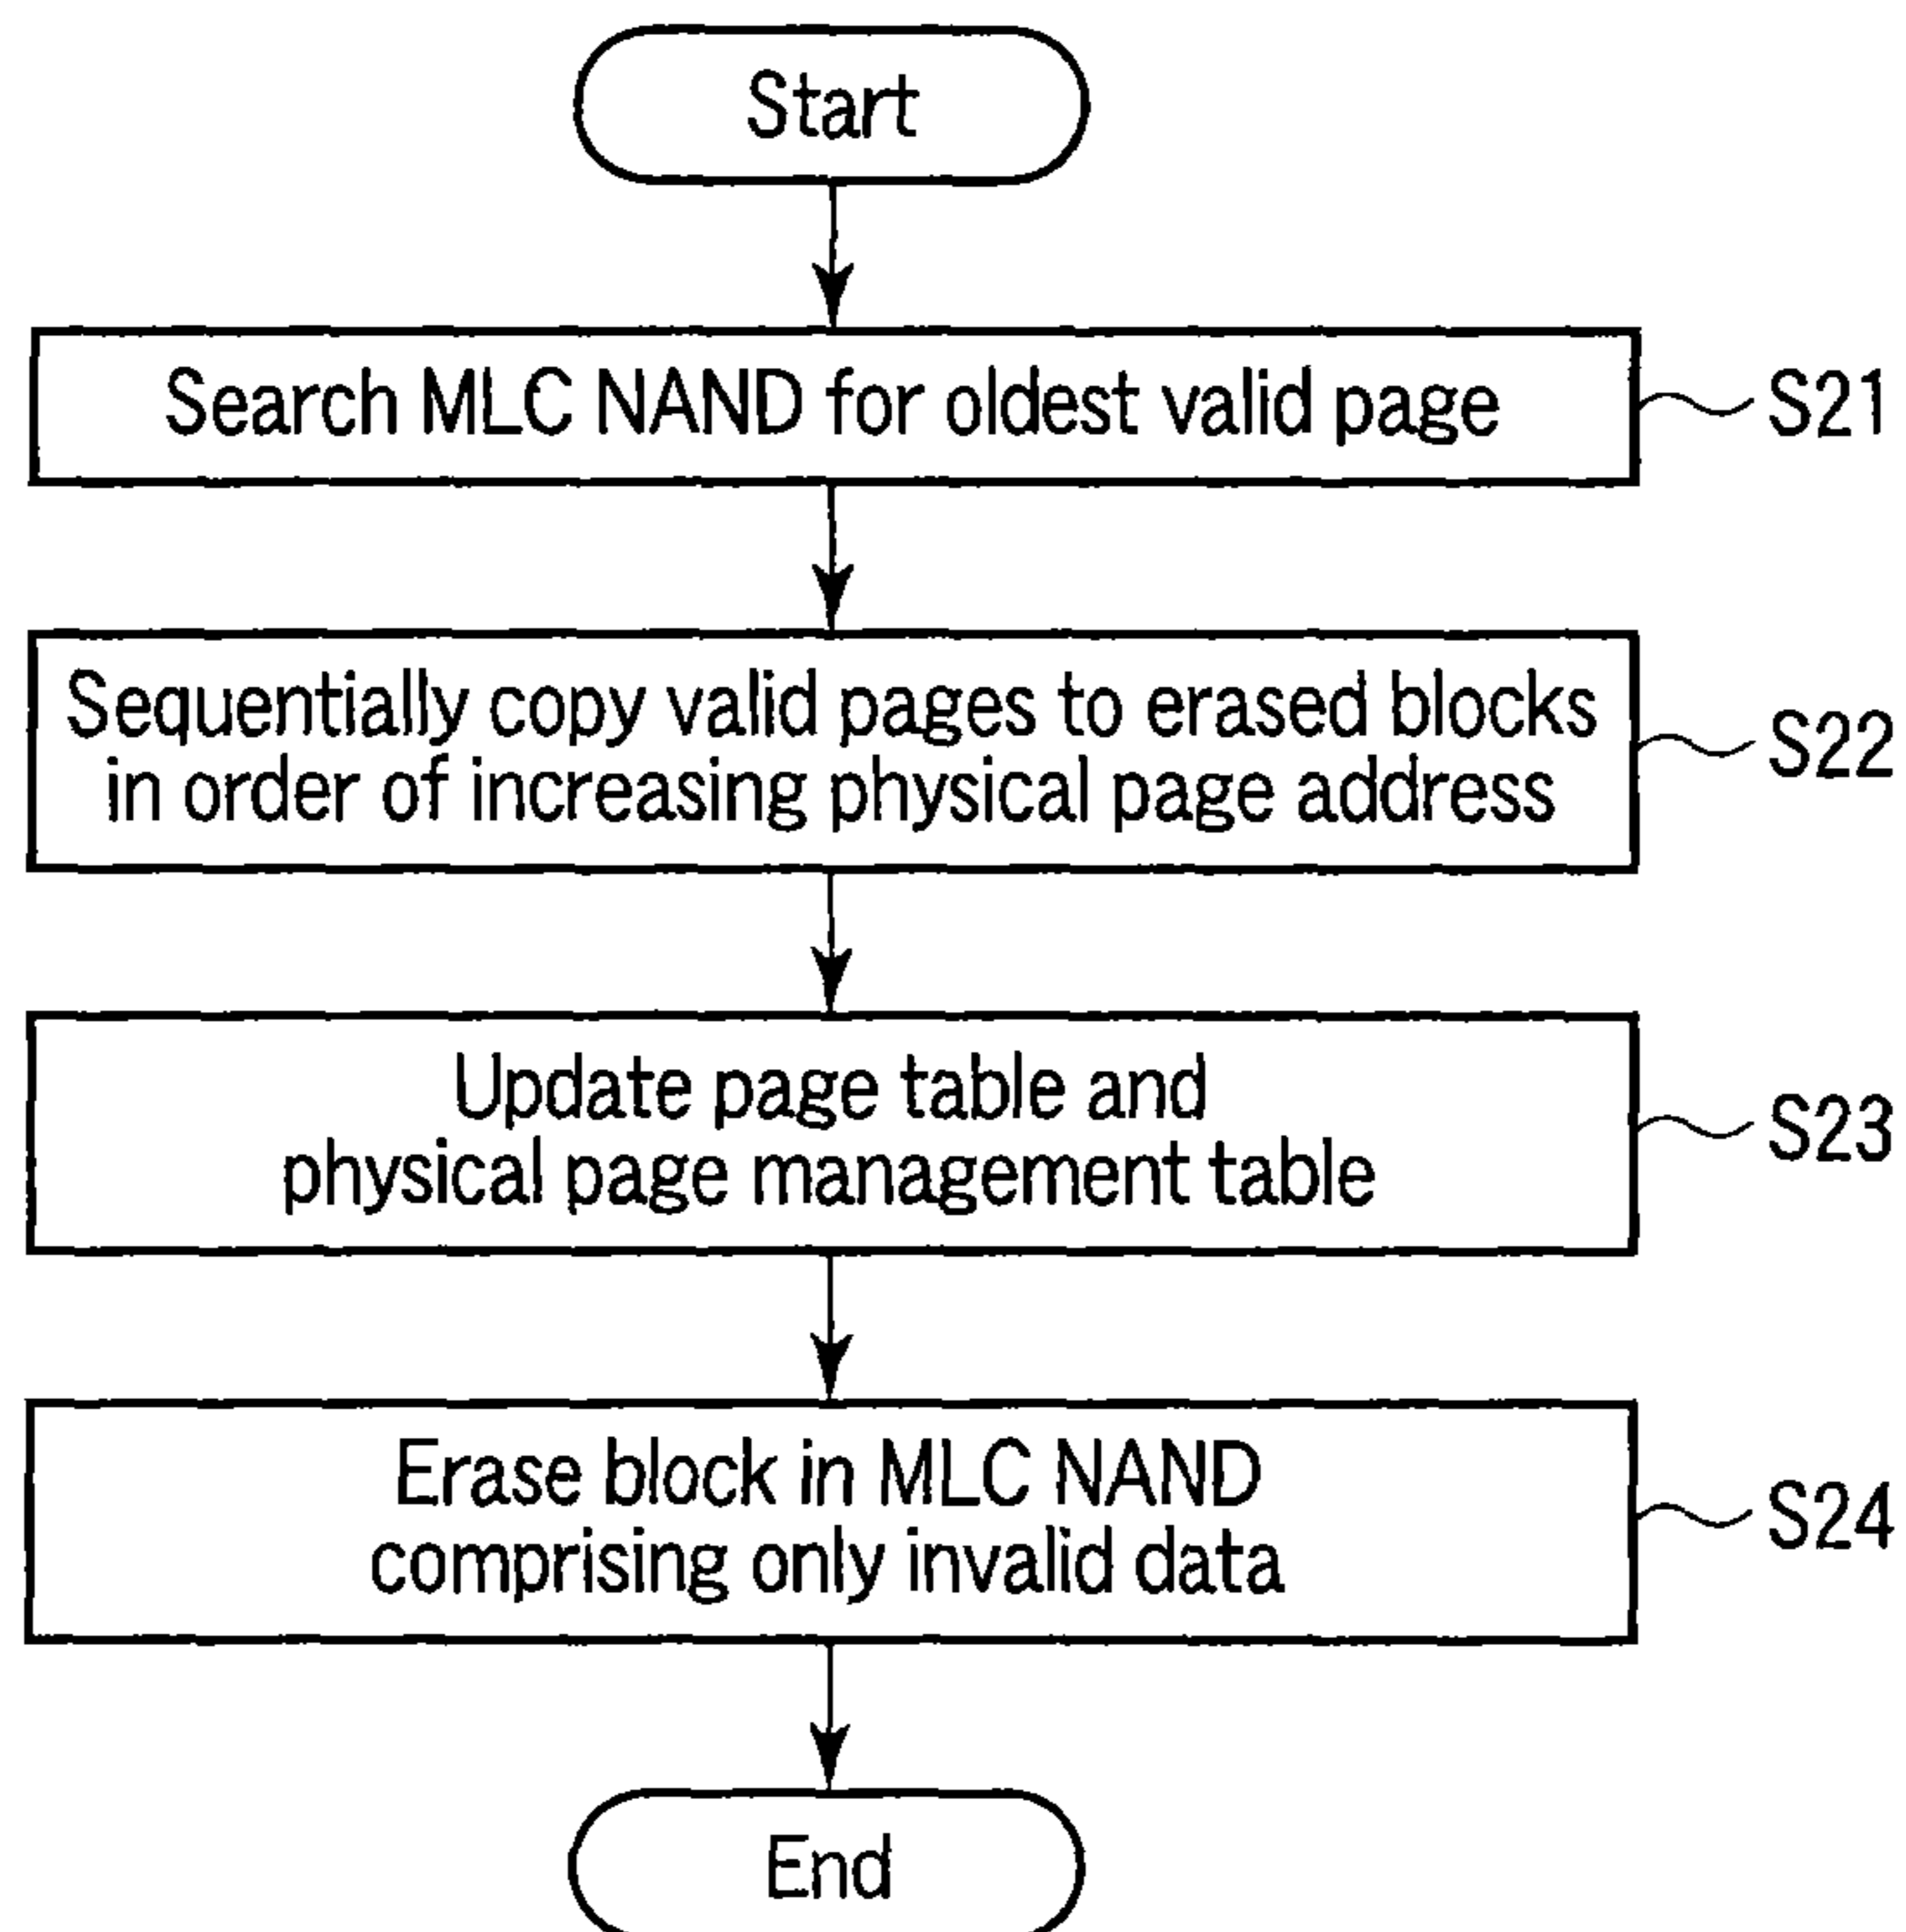 Start
Search MLC NAND for oldest valid page
S21
Sequentially copy valid pages to erased blocks
in order of increasing physical page address
S22
Update page table and
physical page management table
S23
Erase block in MLC NAND
comprising only invalid data
S24
End